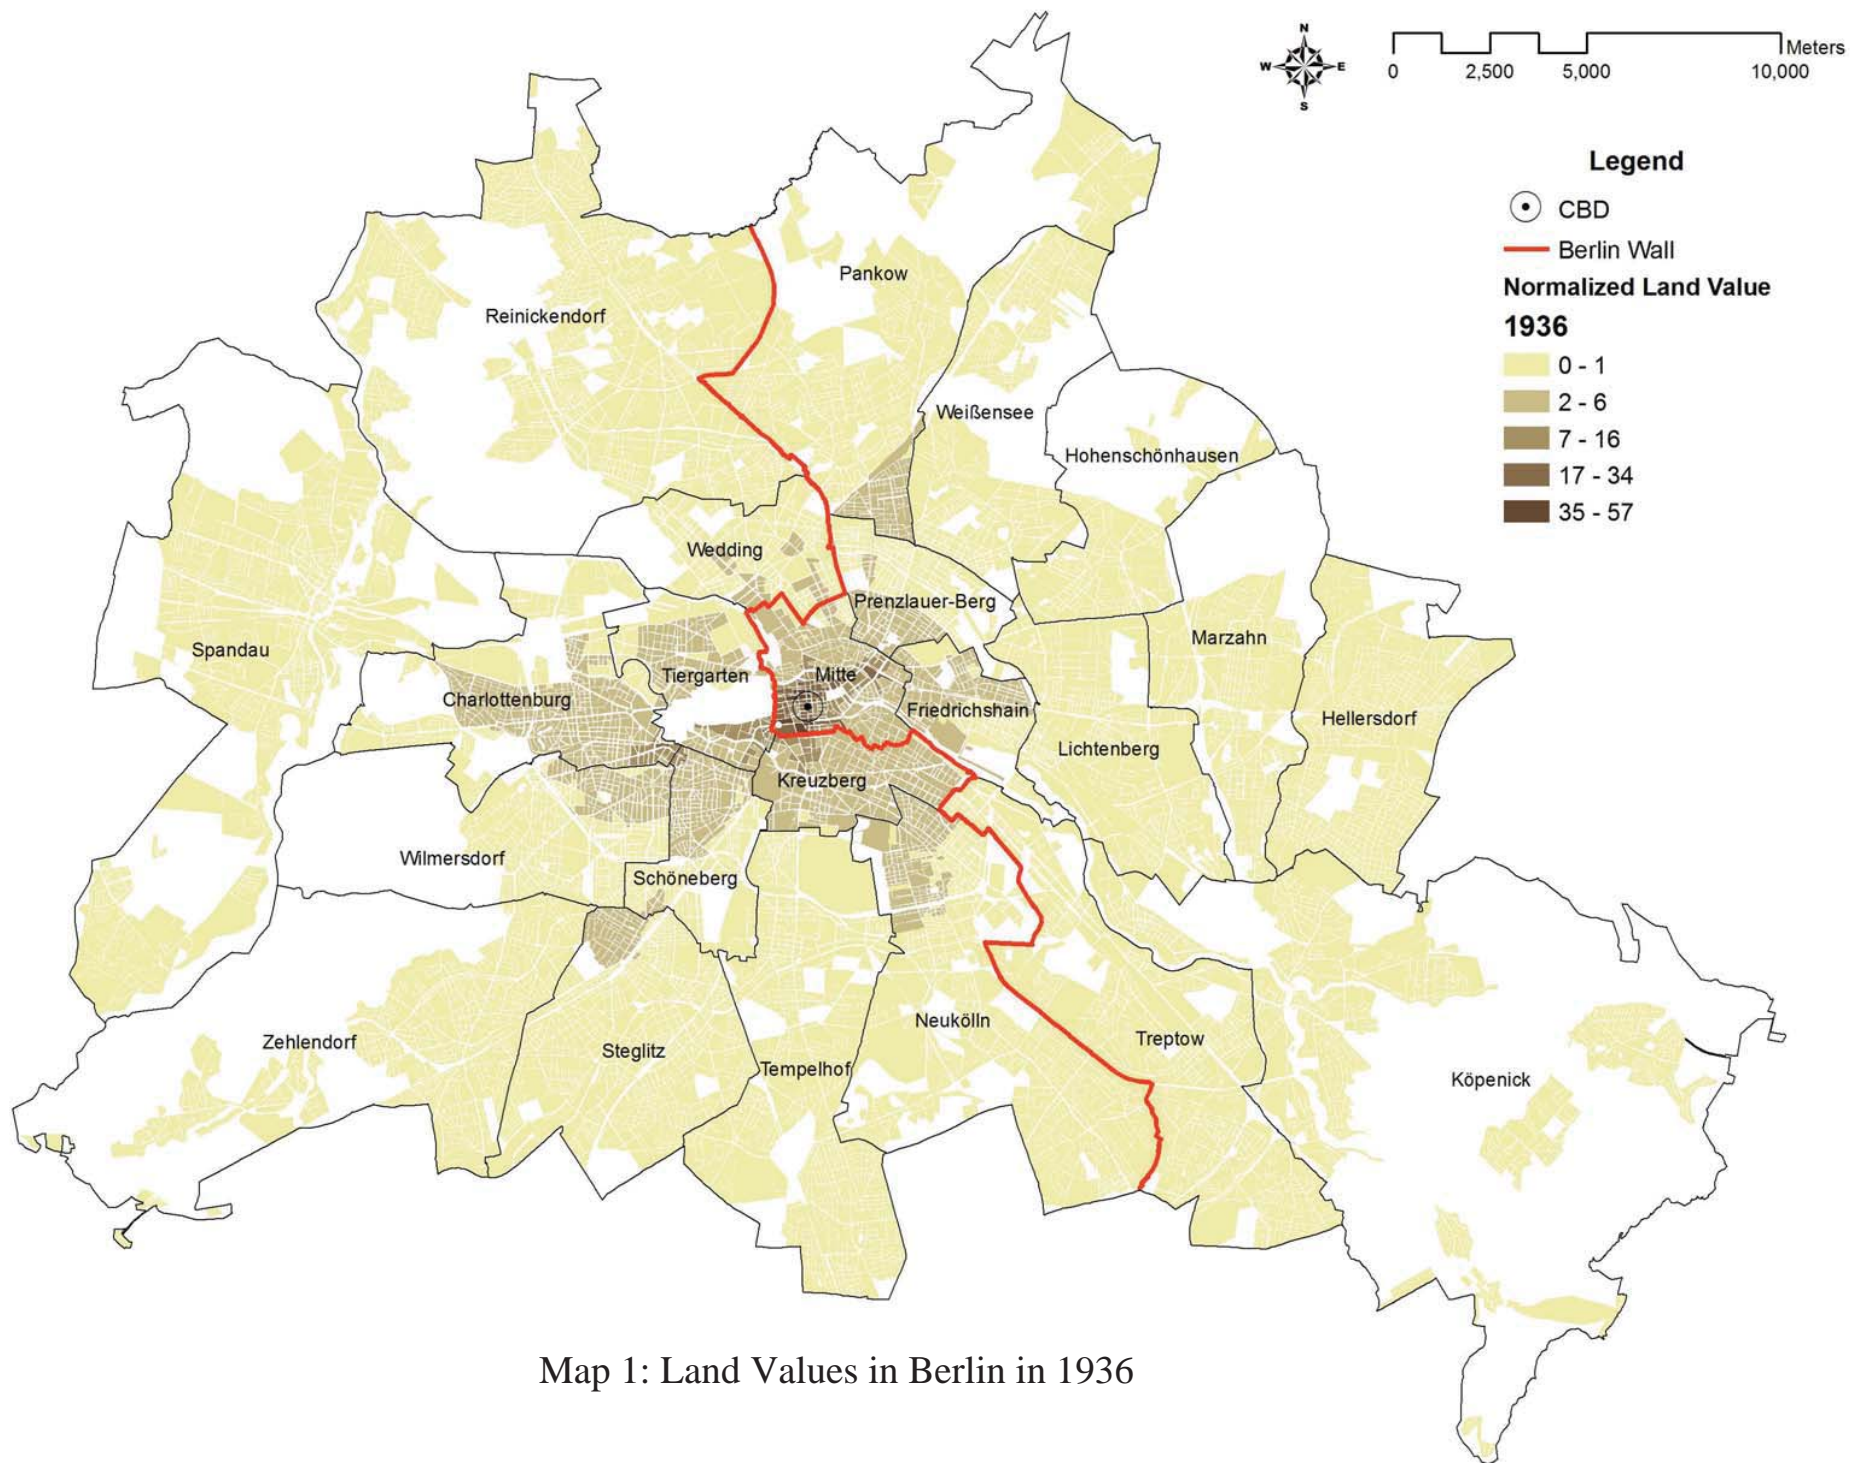 N
W E
S
Meters
0 2,500 5,000 10,000
Legend
CBD
Berlin Wall
Normalized Land Value
1936
0 - 1
2 - 6
7 - 16
17 - 34
35 - 57
Pankow
Reinickendorf
Weißensee
Hohenschönhausen
Wedding
Prenzlauer-Berg
Marzahn
Spandau
Tiergarten
Mitte
Charlottenburg
Friedrichshain
Hellersdorf
Lichtenberg
Kreuzberg
Wilmersdorf
Schöneberg
Neukölln
Treptow
Zehlendorf
Steglitz
Tempelhof
Köpenick
Map 1: Land Values in Berlin in 1936